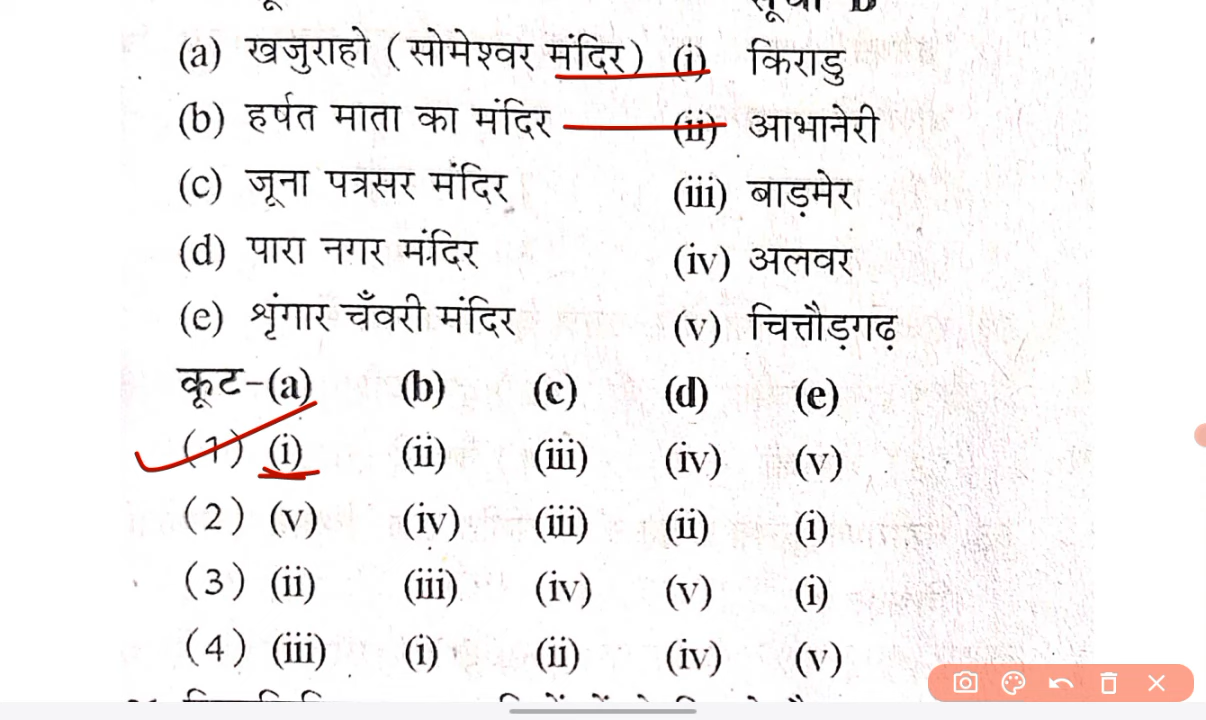 सूची B
(a) खजुराहो (सोमेश्वर मंदिर) (i) किराडु
(b) हर्षत माता का मंदिर (ii) आभानेरी
(c) जूना पत्रसर मंदिर (iii) बाड़मेर
(d) पारा नगर मंदिर (iv) अलवर
(e) श्रृंगार चँवरी मंदिर (v) चित्तौड़गढ़
कूट-(a) (b) (c) (d) (e)
(1) (i) (ii) (iii) (iv) (v)
(2) (v) (iv) (iii) (ii) (i)
(3) (ii) (iii) (iv) (v) (i)
(4) (iii) (i) (ii) (iv) (v)